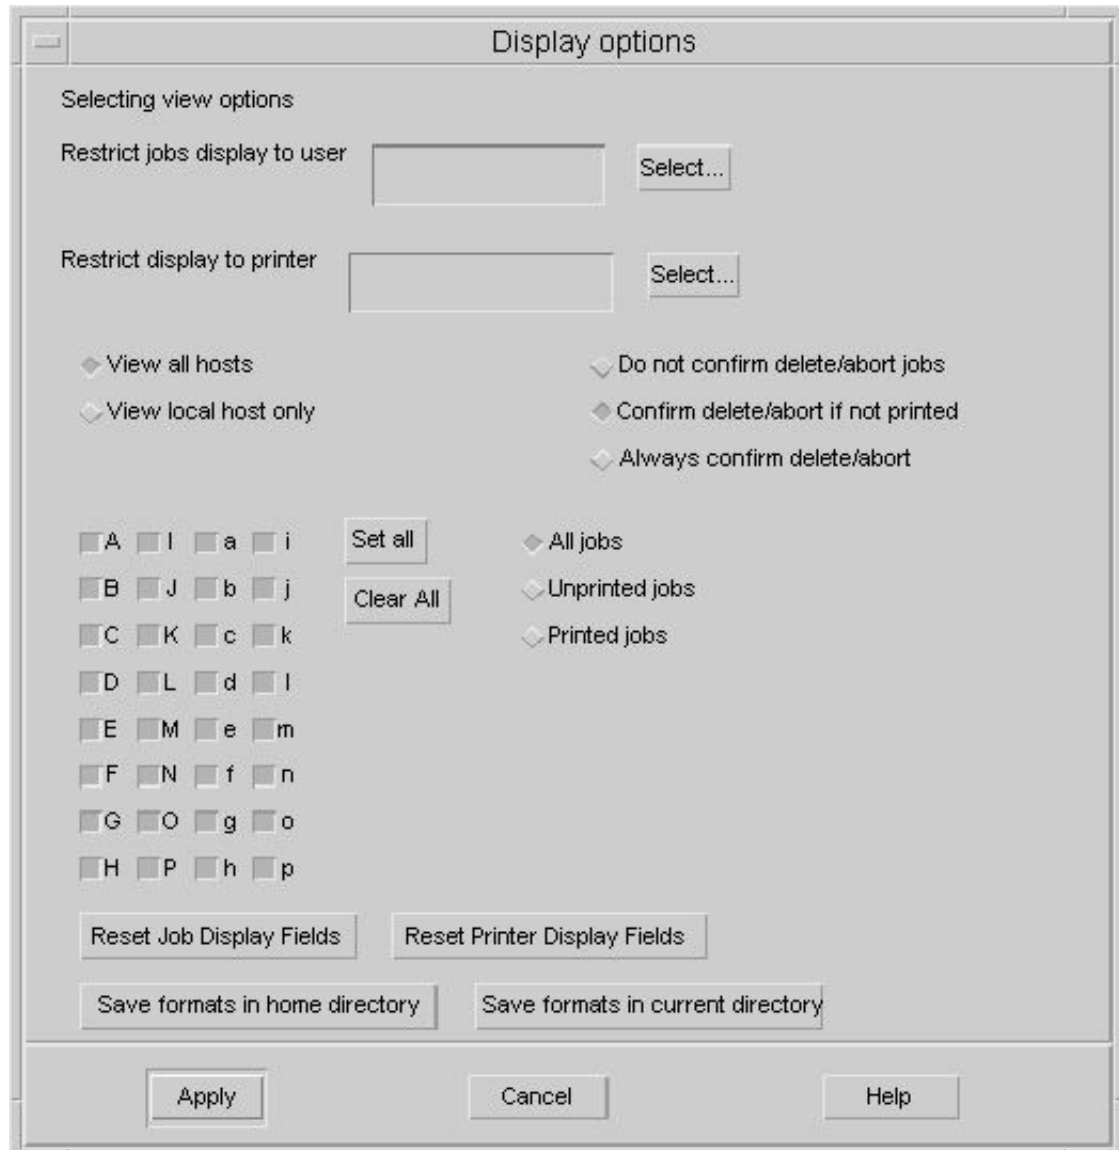 Display options
Selecting view options
Restrict jobs display to user
Select...
Restrict display to printer
Select...
View all hosts Do not confirm delete/abort jobs
View local host only Confirm delete/abort if not printed
Always confirm delete/abort
A I a i Set all All jobs
B J b j Clear All Unprinted jobs
C K c k Printed jobs
D L d l
E M e m
F N f n
G O g o
H P h p
Reset Job Display Fields Reset Printer Display Fields
Save formats in home directory Save formats in current directory
Apply Cancel Help